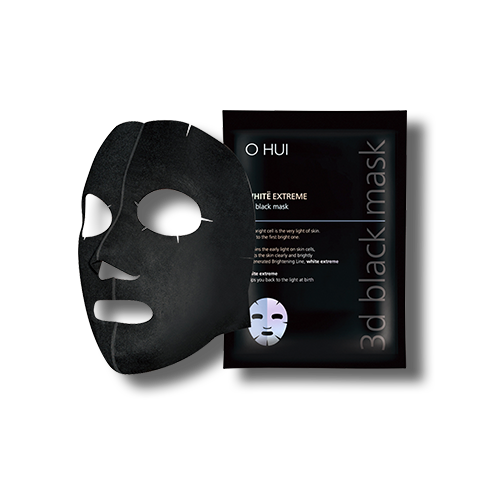 O HUI
WHITË EXTREME
black mask
bright cell is the very light of skin.
to the first bright one.
the early light on skin cells,
the skin clearly and brightly
Brightening Line, white extreme
extreme
you back to the light at birth
3d black mask